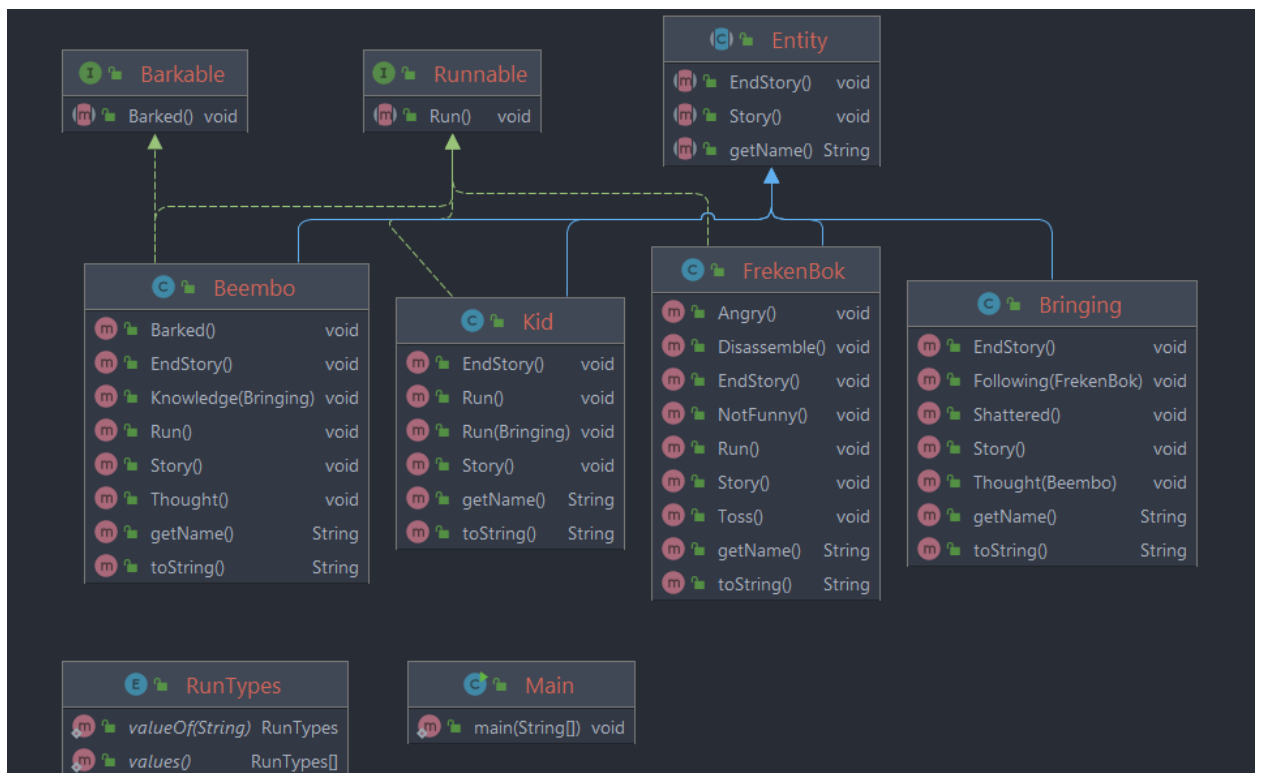 Barkable
Barked() void
Runnable
Run() void
Entity
EndStory() void
Story() void
getName() String
Beembo
Barked() void
EndStory() void
Knowledge(Bringing) void
Run() void
Story() void
Thought() void
getName() String
toString() String
Kid
EndStory() void
Run() void
Run(Bringing) void
Story() void
getName() String
toString() String
FrekenBok
Angry() void
Disassemble() void
EndStory() void
NotFunny() void
Run() void
Story() void
Toss() void
getName() String
toString() String
Bringing
EndStory() void
Following(FrekenBok) void
Shattered() void
Story() void
Thought(Beembo) void
getName() String
toString() String
RunTypes
valueOf(String) RunTypes
values() RunTypes[]
Main
main(String[]) void